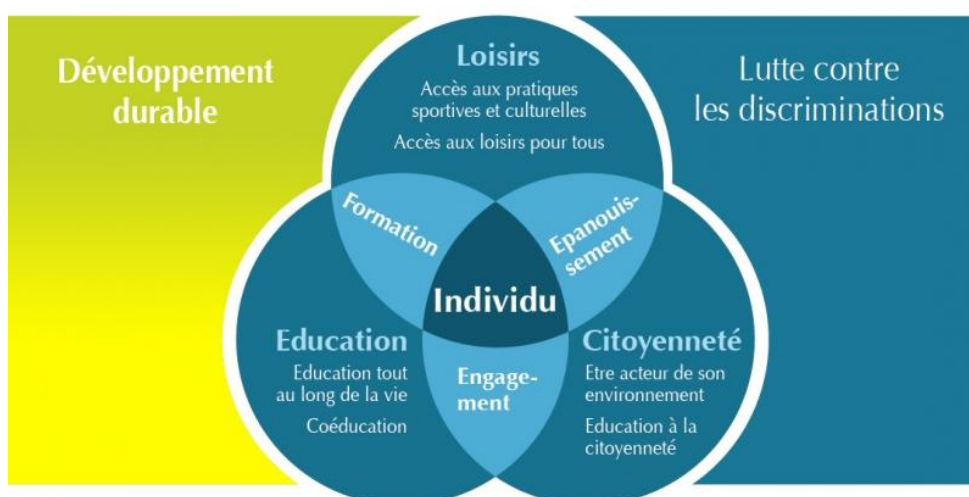 Développement
durable
Loisirs
Accès aux pratiques
sportives et culturelles
Accès aux loisirs pour tous
Lutte contre
les discriminations
Formation
Epanouis-
sement
Individu
Education
Education tout
au long de la vie
Coéducation
Engage-
ment
Citoyenneté
Etre acteur de son
environnement
Education à la
citoyenneté